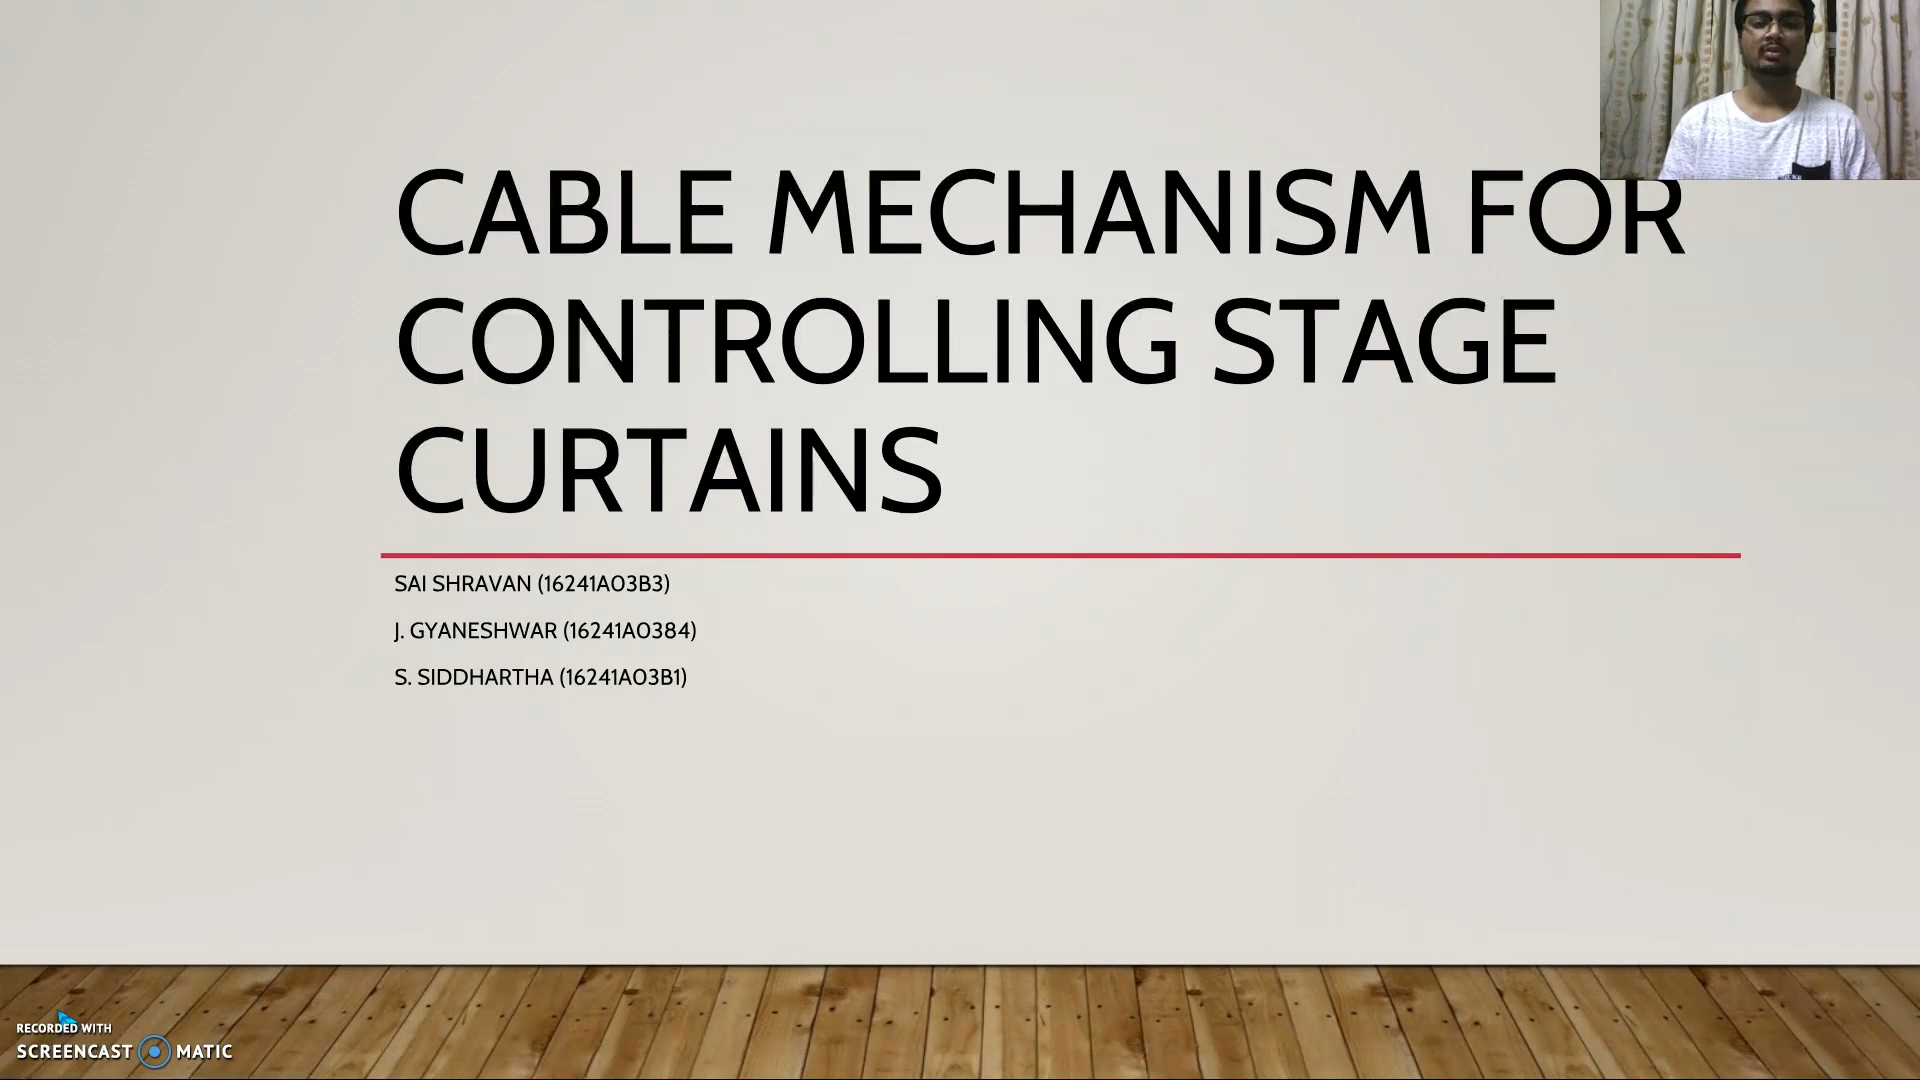 CABLE MECHANISM FOR
CONTROLLING STAGE
CURTAINS
SAI SHRAVAN (16241A03B3)
J. GYANESHWAR (16241A0384)
S. SIDDHARTHA (16241A03B1)
RECORDED WITH
SCREENCAST MATIC